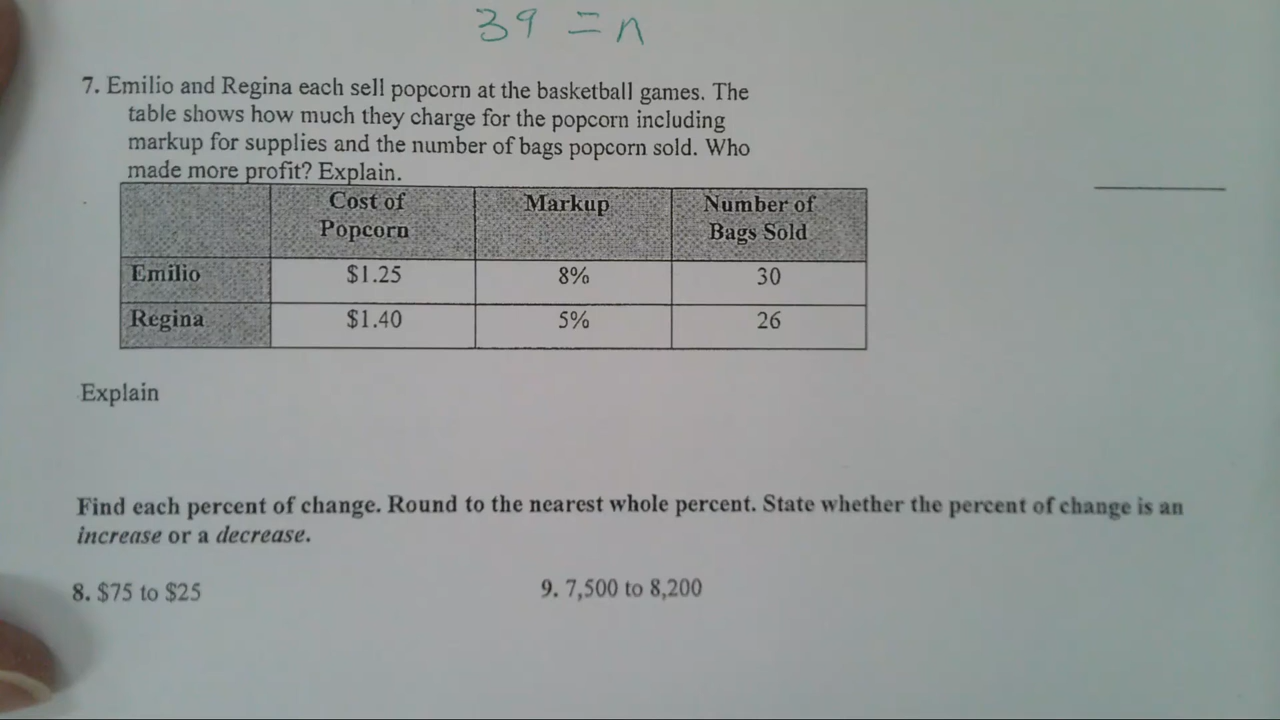 39 = n
7. Emilio and Regina each sell popcorn at the basketball games. The
table shows how much they charge for the popcorn including
markup for supplies and the number of bags popcorn sold. Who
made more profit? Explain.
Cost of Popcorn Markup Number of Bags Sold
Emilio $1.25 8% 30
Regina $1.40 5% 26
Explain
Find each percent of change. Round to the nearest whole percent. State whether the percent of change is an
increase or a decrease.
8. $75 to $25 9. 7,500 to 8,200